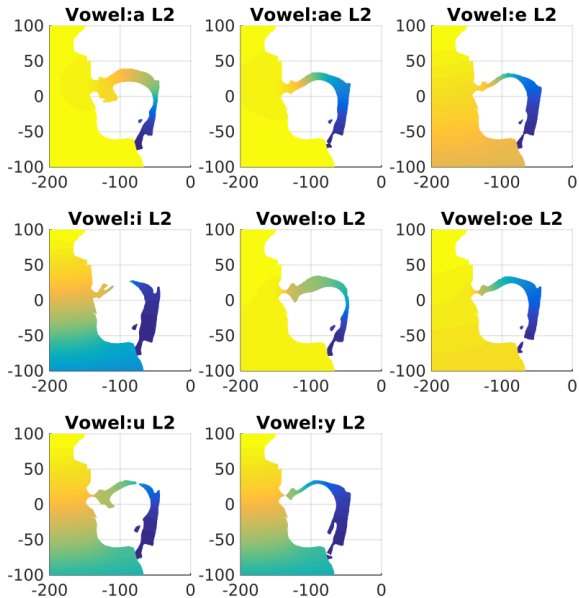 Vowel:a L2 Vowel:ae L2 Vowel:e L2
100 100 100
50 50 50
0 0 0
-50 -50 -50
-100 -100 -100
-200 -100 0 -200 -100 0 -200 -100 0
Vowel:i L2 Vowel:o L2 Vowel:oe L2
100 100 100
50 50 50
0 0 0
-50 -50 -50
-100 -100 -100
-200 -100 0 -200 -100 0 -200 -100 0
Vowel:u L2 Vowel:y L2
100 100
50 50
0 0
-50 -50
-100 -100
-200 -100 0 -200 -100 0